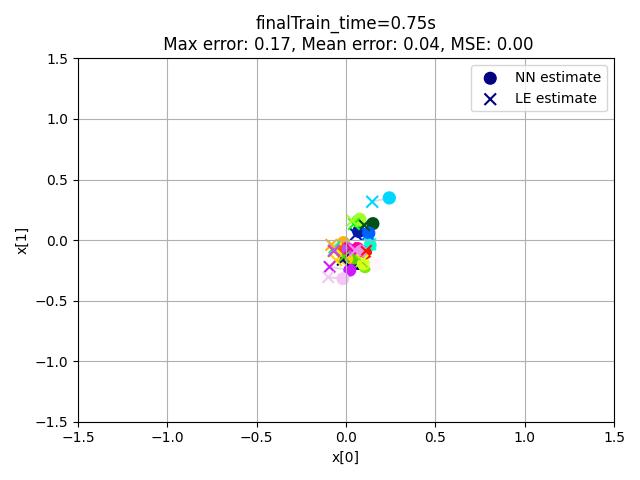 finalTrain_time=0.75s
Max error: 0.17, Mean error: 0.04, MSE: 0.00
1.5
NN estimate
LE estimate
1.0
0.5
x[1]
0.0
−0.5
−1.0
−1.5
−1.5 −1.0 −0.5 0.0 0.5 1.0 1.5
x[0]